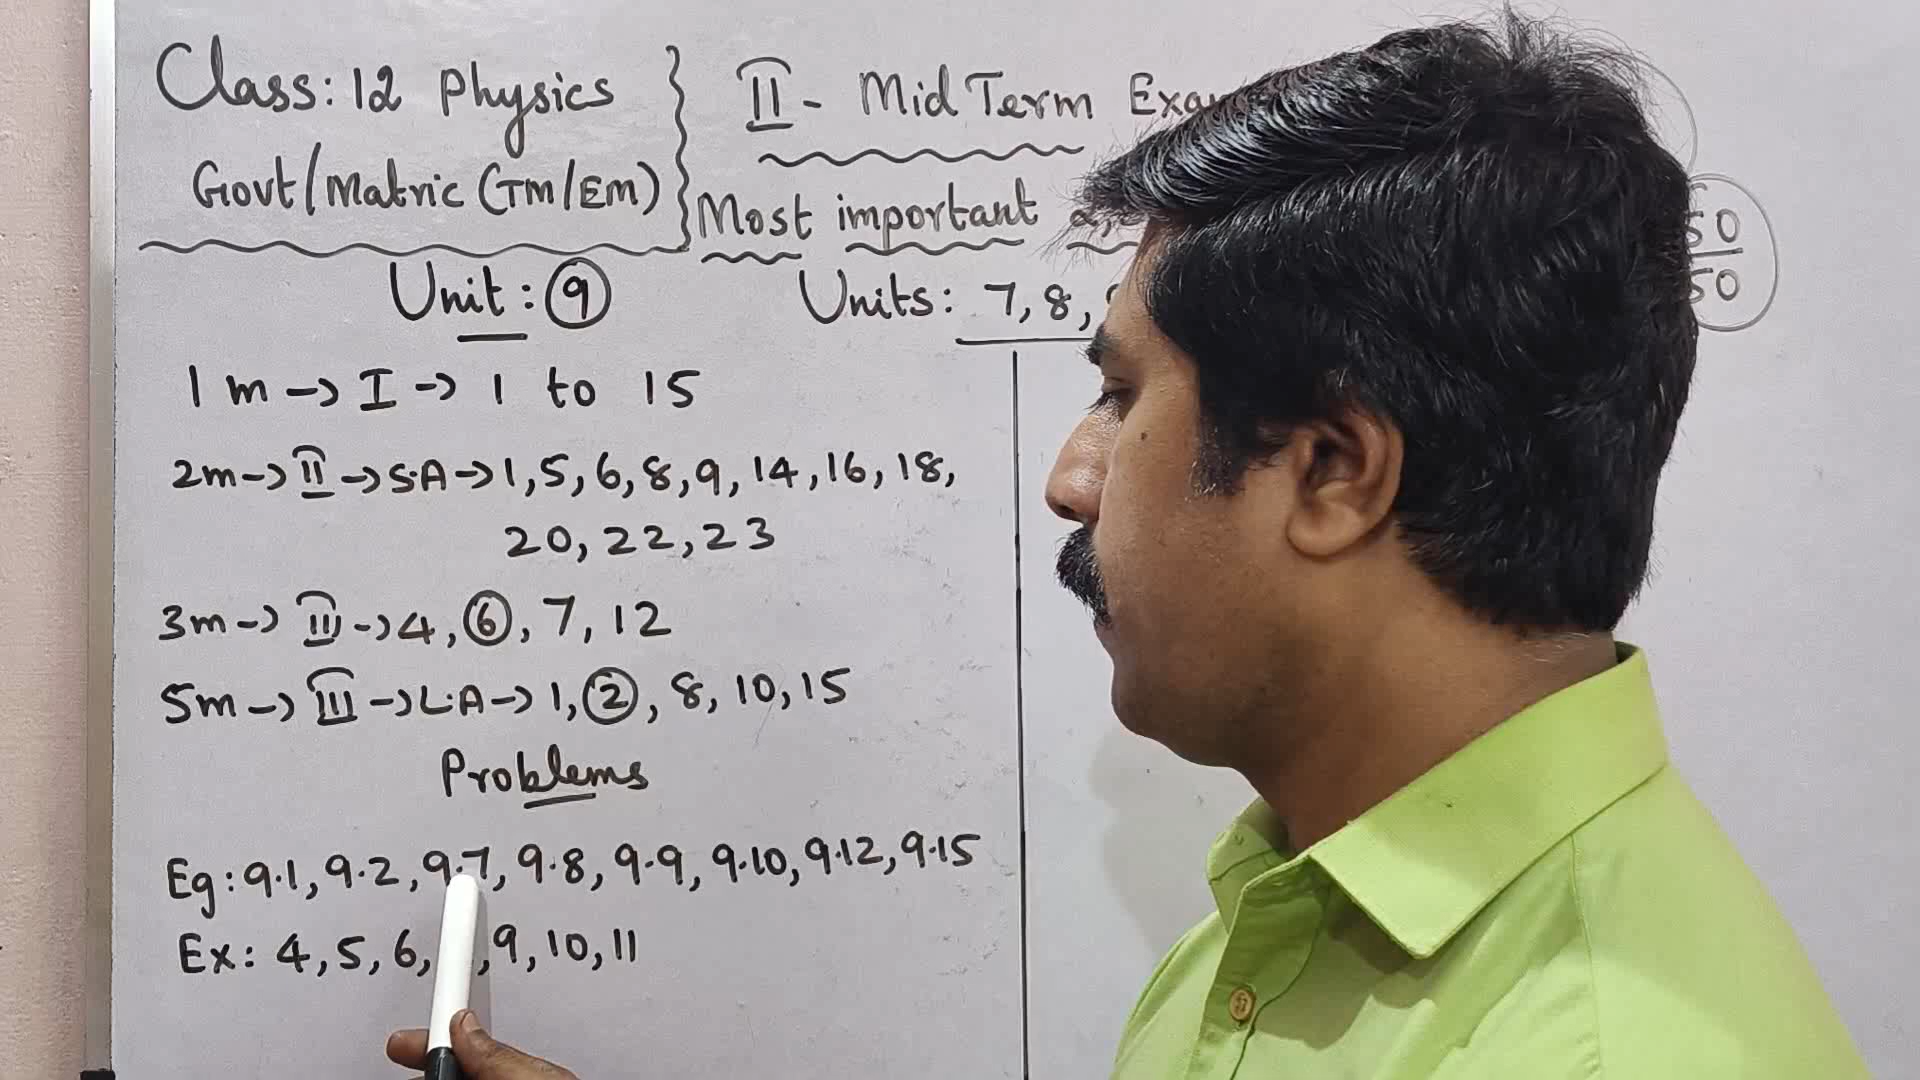 Class: 12 Physics
Govt/Matric (TM/EM)
II - Mid Term
Most important
Units: 7, 8,
50
50
Unit: 9
1 m -> I -> 1 to 15
2m -> II -> S.A -> 1, 5, 6, 8, 9, 14, 16, 18,
20, 22, 23
3m -> III -> 4, 6, 7, 12
5m -> III -> L.A -> 1, 2, 8, 10, 15
Problems
Eg: 9.1, 9.2, 9.7, 9.8, 9.9, 9.10, 9.12, 9.15
Ex: 4, 5, 6, 9, 10, 11